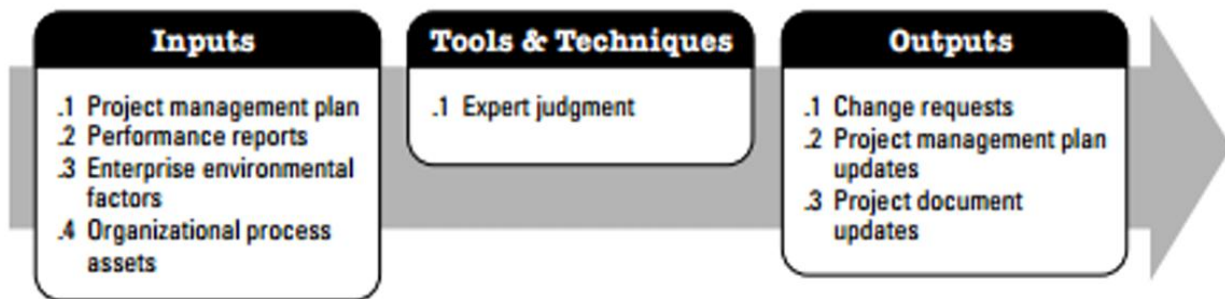 Inputs
.1 Project management plan
.2 Performance reports
.3 Enterprise environmental
factors
.4 Organizational process
assets
Tools & Techniques
.1 Expert judgment
Outputs
.1 Change requests
.2 Project management plan
updates
.3 Project document
updates